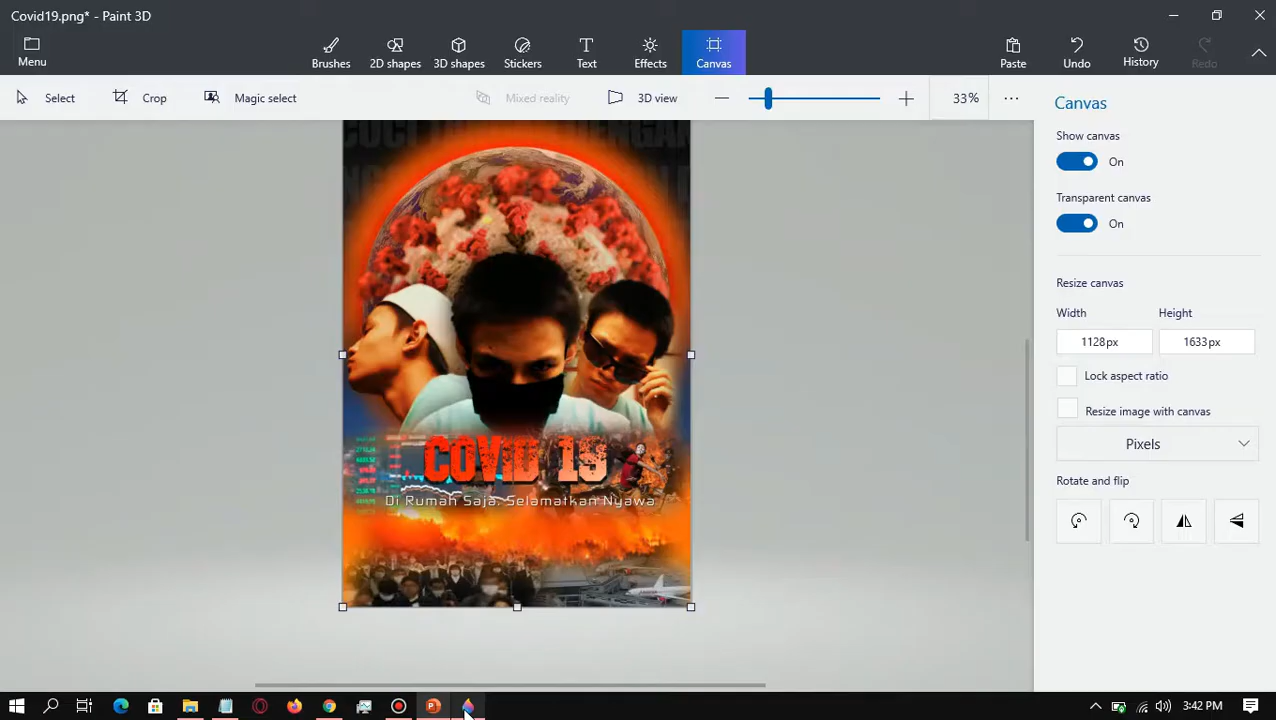 Covid19.png* - Paint 3D
Menu
Brushes
2D shapes
3D shapes
Stickers
Text
Effects
Canvas
Paste
Undo
History
Redo
Select
Crop
Magic select
Mixed reality
3D view
33%
Canvas
Show canvas
On
Transparent canvas
On
Resize canvas
Width
Height
1128px
1633px
Lock aspect ratio
Resize image with canvas
Pixels
Rotate and flip
DENGAN
COVID 19
Di Rumah Saja, Selamatkan Nyawa
3:42 PM